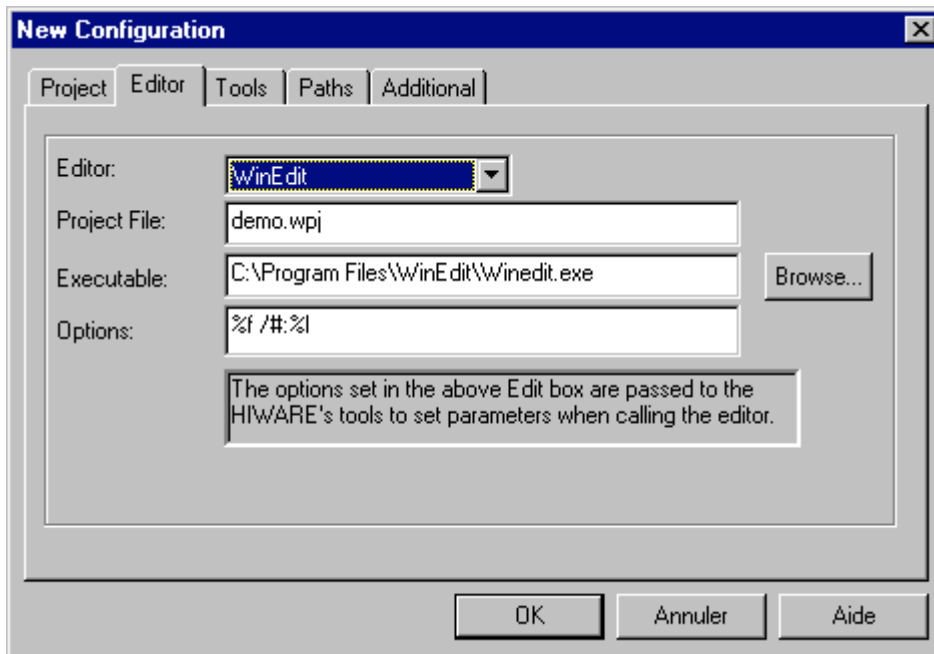 New Configuration
Project Editor Tools Paths Additional
Editor: WinEdit
Project File: demo.wpj
Executable: C:\Program Files\WinEdit\Winedit.exe Browse...
Options: %f /#:%l
The options set in the above Edit box are passed to the
HIWARE's tools to set parameters when calling the editor.
OK Annuler Aide